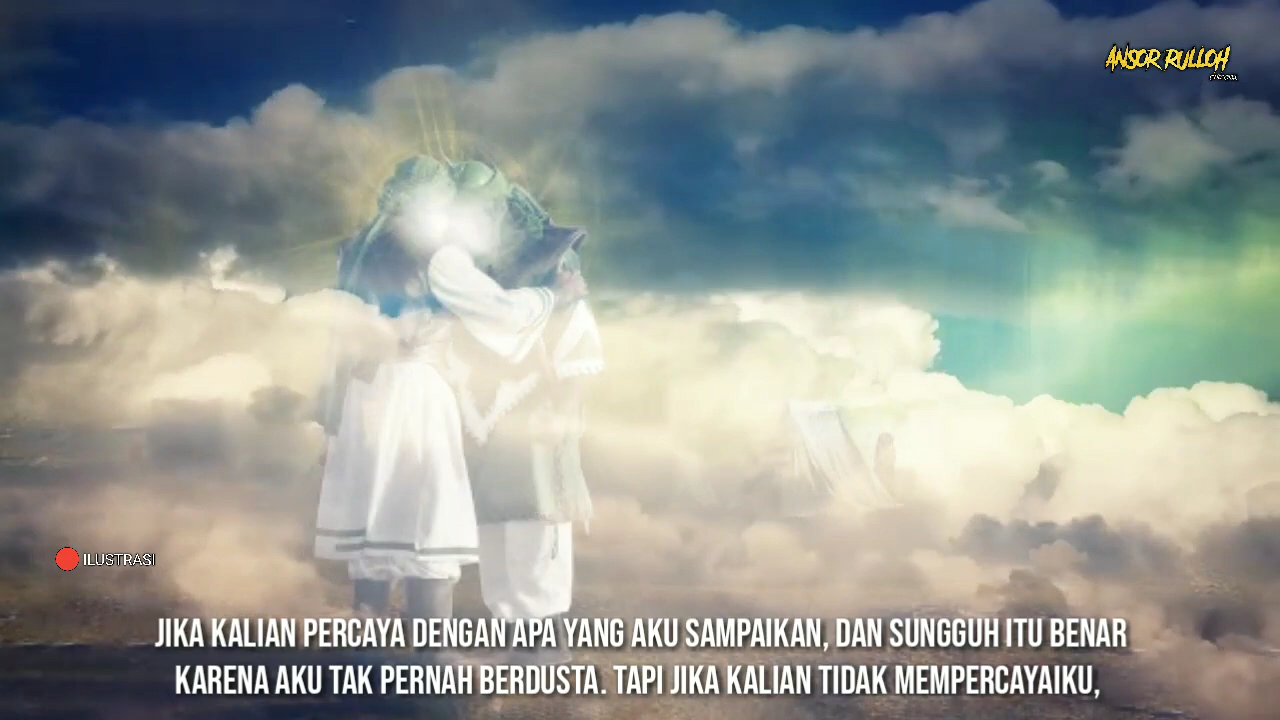 ANSOR RULLOH
ILUSTRASI
JIKA KALIAN PERCAYA DENGAN APA YANG AKU SAMPAIKAN, DAN SUNGGUH ITU BENAR
KARENA AKU TAK PERNAH BERDUSTA. TAPI JIKA KALIAN TIDAK MEMPERCAYAIKU,